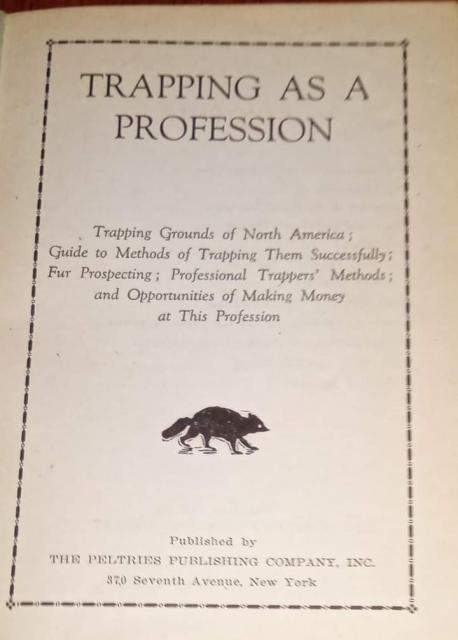 TRAPPING AS A
PROFESSION
Trapping Grounds of North America;
Guide to Methods of Trapping Them Successfully;
Fur Prospecting; Professional Trappers' Methods;
and Opportunities of Making Money
at This Profession
Published by
THE PELTRIES PUBLISHING COMPANY, INC.
370 Seventh Avenue, New York